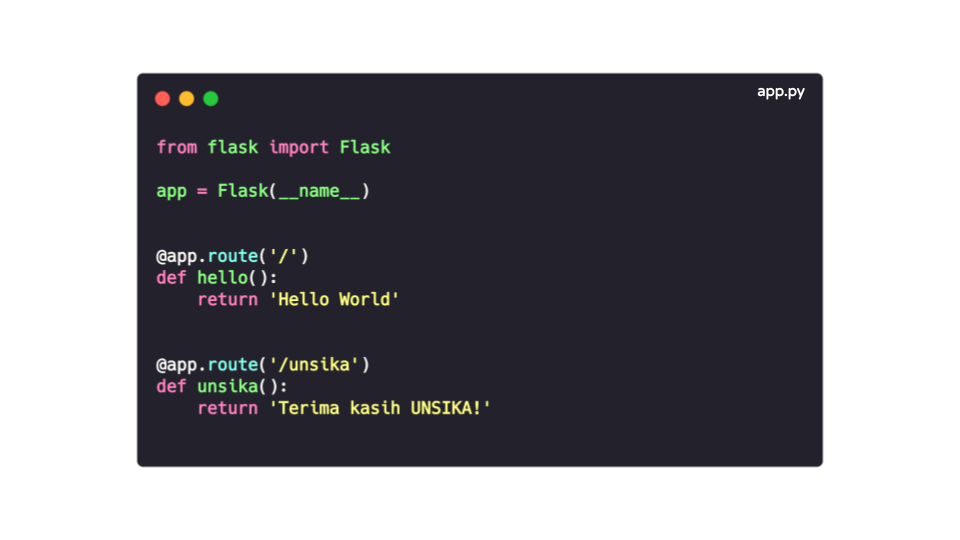 app.py
from flask import Flask
app = Flask(__name__)
@app.route('/')
def hello():
    return 'Hello World'
@app.route('/unsika')
def unsika():
    return 'Terima kasih UNSIKA!'